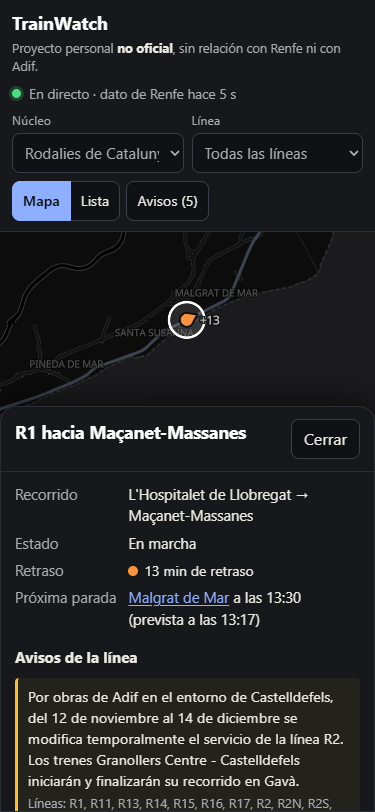 TrainWatch
Proyecto personal no oficial, sin relación con Renfe ni con
Adif.
En directo · dato de Renfe hace 5 s
Núcleo
Línea
Rodalies de Catalun
Todas las líneas
Mapa
Lista
Avisos (5)
MALGRAT DE MAR
+13
SANTA SUSANNA
PINEDA DE MAR
R1 hacia Maçanet-Massanes
Cerrar
Recorrido
L'Hospitalet de Llobregat →
Maçanet-Massanes
Estado
En marcha
Retraso
13 min de retraso
Próxima parada
Malgrat de Mar a las 13:30
(prevista a las 13:17)
Avisos de la línea
Por obras de Adif en el entorno de Castelldefels,
del 12 de noviembre al 14 de diciembre se
modifica temporalmente el servicio de la línea R2.
Los trenes Granollers Centre - Castelldefels
iniciarán y finalizarán su recorrido en Gavà.
Líneas: R1, R11, R13, R14, R15, R16, R17, R2, R2N, R2S,